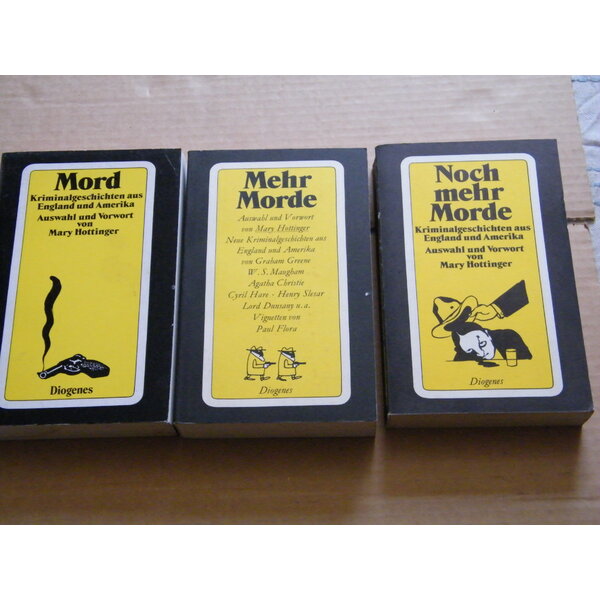 Mord
Kriminalgeschichten aus
England und Amerika
Auswahl und Vorwort
von
Mary Hottinger
Diogenes
Mehr
Morde
Auswahl und Vorwort
von Mary Hottinger
Neue Kriminalgeschichten aus
England und Amerika
von Graham Greene
W. S. Maugham
Agatha Christie
Cyril Hare · Henry Slesar
Lord Dunsany u.a.
Vignetten von
Paul Flora
Diogenes
Noch
mehr
Morde
Kriminalgeschichten aus
England und Amerika
Auswahl und Vorwort
von
Mary Hottinger
Diogenes